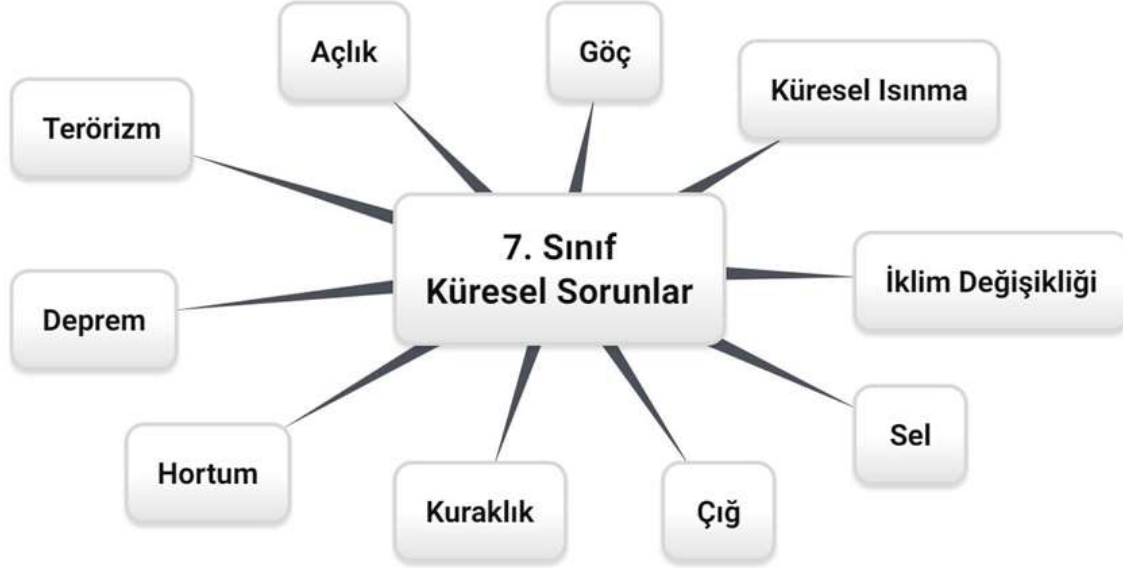 Açlık
Göç
Küresel Isınma
Terörizm
7. Sınıf
Küresel Sorunlar
İklim Değişikliği
Deprem
Sel
Hortum
Kuraklık
Çığ